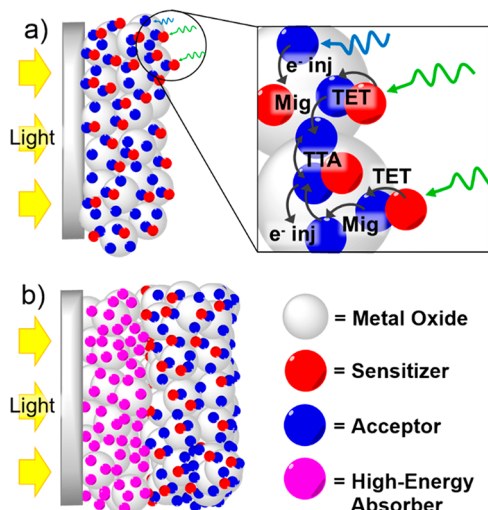 a)
Light
e- inj
Mig
TET
TTA
TET
Mig
e- inj
b)
Light
= Metal Oxide
= Sensitizer
= Acceptor
= High-Energy
Absorber